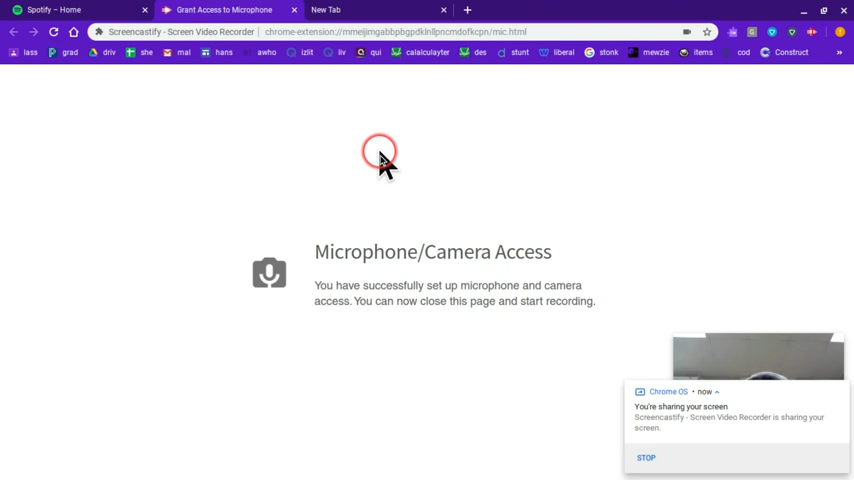 Spotify – Home
Grant Access to Microphone
New Tab
Screencastify - Screen Video Recorder
chrome-extension://mmeijimgabbpbgpdklnllpncmdofkcpn/mic.html
lass
grad
driv
she
mal
hans
awho
izlit
liv
qui
calalculayter
des
stunt
liberal
stonk
mewzie
items
cod
Construct
»
Microphone/Camera Access
You have successfully set up microphone and camera
access. You can now close this page and start recording.
Chrome OS • now
You're sharing your screen
Screencastify - Screen Video Recorder is sharing your
screen.
STOP